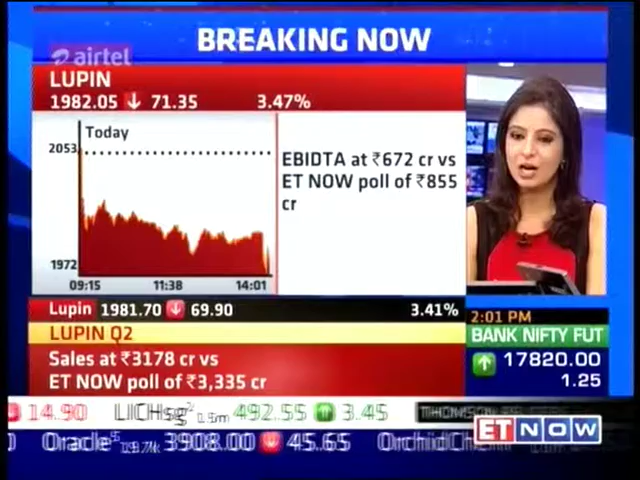 BREAKING NOW
airtel
LUPIN
1982.05 71.35 3.47%
Today
2053
1972
09:15 11:38 14:01
EBIDTA at ₹672 cr vs
ET NOW poll of ₹855
cr
Lupin 1981.70 69.90 3.41%
LUPIN Q2
Sales at ₹3178 cr vs
ET NOW poll of ₹3,335 cr
2:01 PM
BANK NIFTY FUT
17820.00
1.25
14.90 LICHsg 492.55 3.45
Oracle 3908.00 45.65
ET NOW